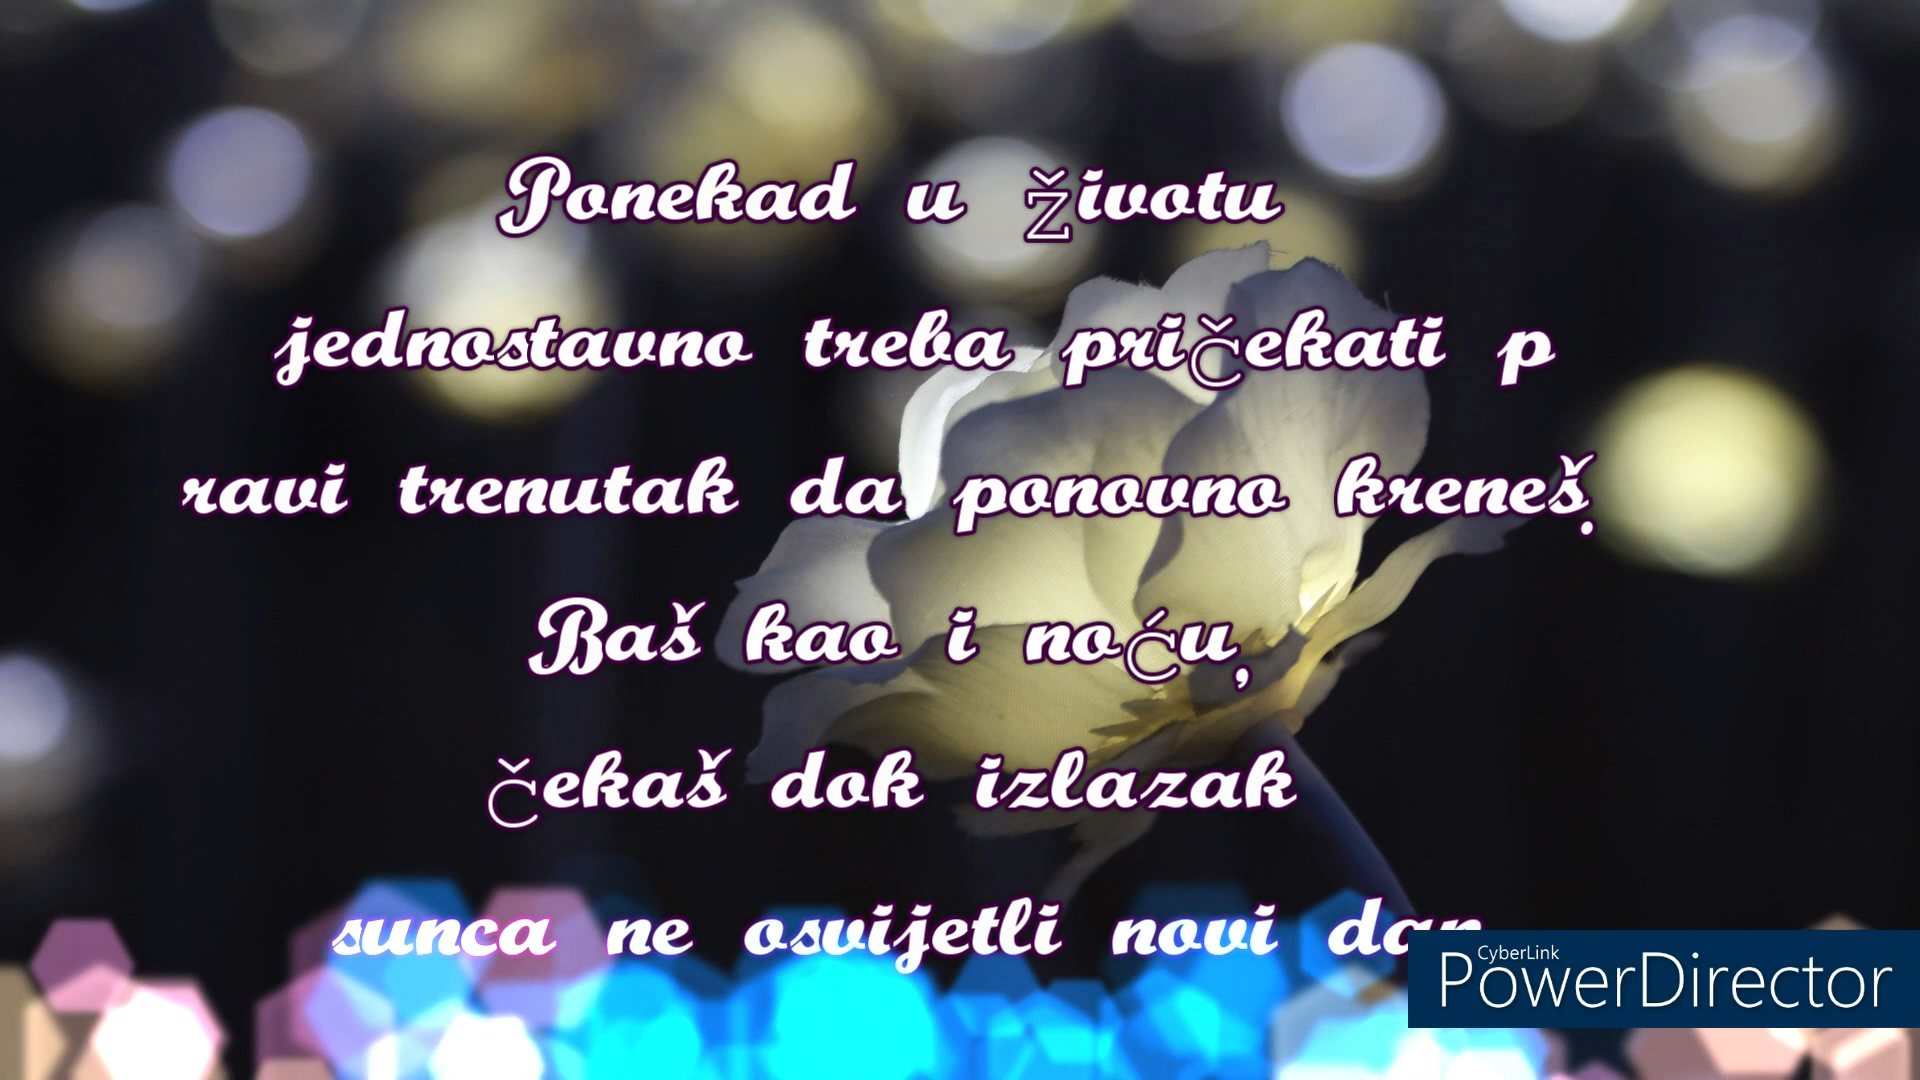 Ponekad u životu
jednostavno treba pričekati p
ravi trenutak da ponovno kreneš.
Baš kao i noću,
čekaš dok izlazak
sunca ne osvijetli novi dan
CyberLink
PowerDirector